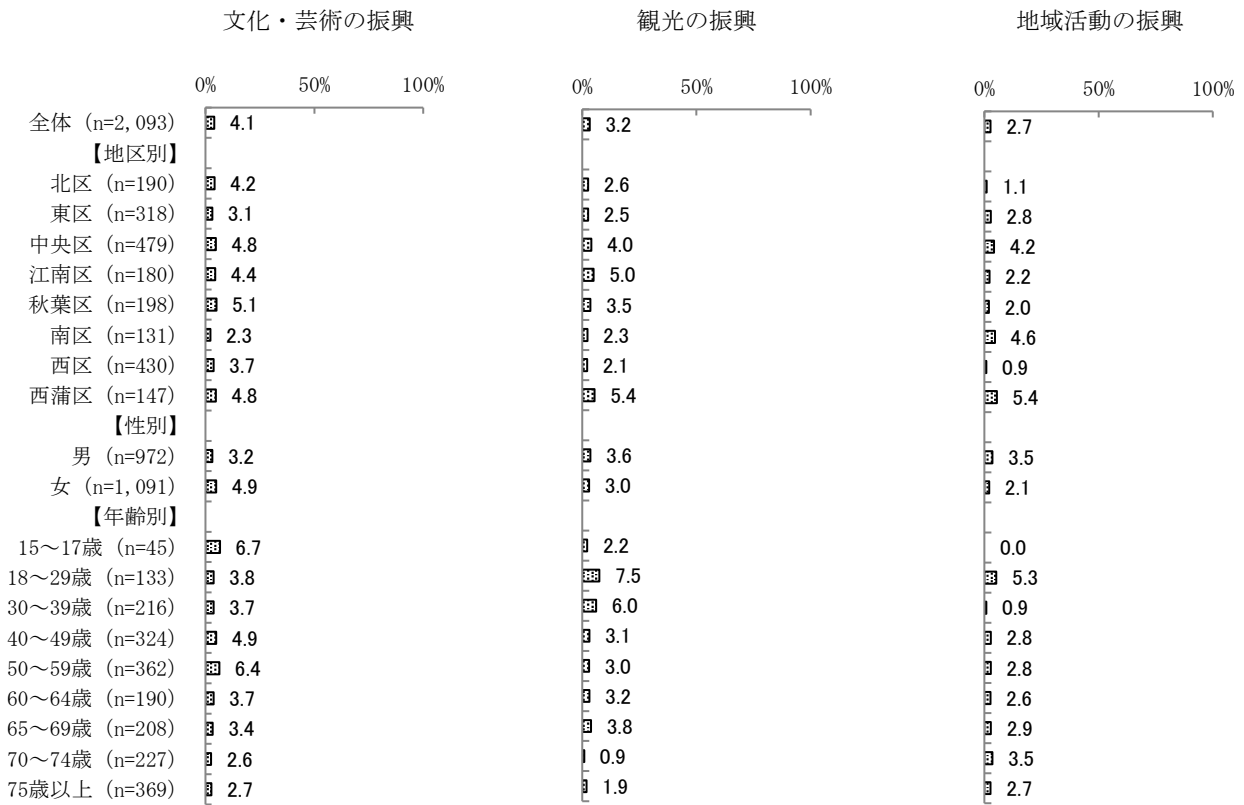 文化・芸術の振興 観光の振興 地域活動の振興
0% 50% 100% 0% 50% 100% 0% 50% 100%
全体 (n=2,093) 4.1 3.2 2.7
【地区別】
北区 (n=190) 4.2 2.6 1.1
東区 (n=318) 3.1 2.5 2.8
中央区 (n=479) 4.8 4.0 4.2
江南区 (n=180) 4.4 5.0 2.2
秋葉区 (n=198) 5.1 3.5 2.0
南区 (n=131) 2.3 2.3 4.6
西区 (n=430) 3.7 2.1 0.9
西蒲区 (n=147) 4.8 5.4 5.4
【性別】
男 (n=972) 3.2 3.6 3.5
女 (n=1,091) 4.9 3.0 2.1
【年齢別】
15～17歳 (n=45) 6.7 2.2 0.0
18～29歳 (n=133) 3.8 7.5 5.3
30～39歳 (n=216) 3.7 6.0 0.9
40～49歳 (n=324) 4.9 3.1 2.8
50～59歳 (n=362) 6.4 3.0 2.8
60～64歳 (n=190) 3.7 3.2 2.6
65～69歳 (n=208) 3.4 3.8 2.9
70～74歳 (n=227) 2.6 0.9 3.5
75歳以上 (n=369) 2.7 1.9 2.7